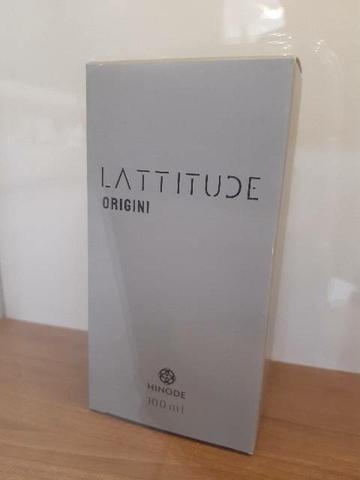 LATTITUDE
ORIGINI
HINODE
100 ml